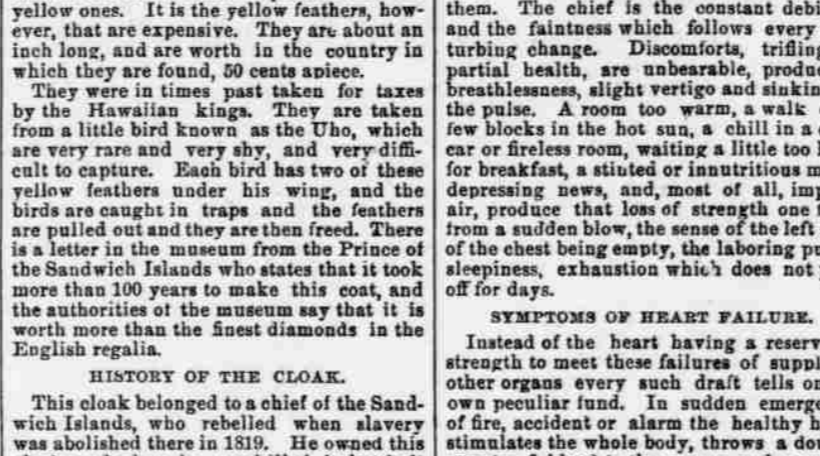 yellow ones. It is the yellow feathers, how-
ever, that are expensive. They are about an
inch long, and are worth in the country in
which they are found, 50 cents apiece.
They were in times past taken for taxes
by the Hawaiian kings. They are taken
from a little bird known as the Uho, which
are very rare and very shy, and very diffi-
cult to capture. Each bird has two of these
yellow feathers under his wing, and the
birds are caught in traps and the feathers
are pulled out and they are then freed. There
is a letter in the museum from the Prince of
the Sandwich Islands who states that it took
more than 100 years to make this coat, and
the authorities of the museum say that it is
worth more than the finest diamonds in the
English regalia.
HISTORY OF THE CLOAK.
This cloak belonged to a chief of the Sand-
wich Islands, who rebelled when slavery
was abolished there in 1819. He owned this
them. The chief is the constant debi
and the faintness which follows every
turbing change. Discomforts, trifling
partial health, are unbearable, produc
breathlessness, slight vertigo and sinkin
the pulse. A room too warm, a walk
few blocks in the hot sun, a chill in a
car or fireless room, waiting a little too
for breakfast, a stinted or innutritious m
depressing news, and, most of all, imp
air, produce that loss of strength one
from a sudden blow, the sense of the left
of the chest being empty, the laboring pu
sleepiness, exhaustion which does not
off for days.
SYMPTOMS OF HEART FAILURE.
Instead of the heart having a reserv
strength to meet these failures of suppl
other organs every such draft tells on
own peculiar fund. In sudden emerge
of fire, accident or alarm the healthy h
stimulates the whole body, throws a dou